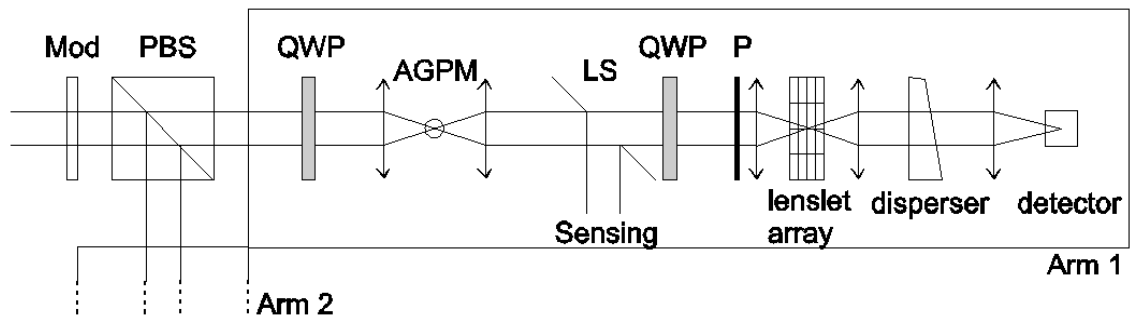 Mod
PBS
QWP
AGPM
LS
QWP
P
Sensing
lenslet
array
disperser
detector
Arm 1
Arm 2